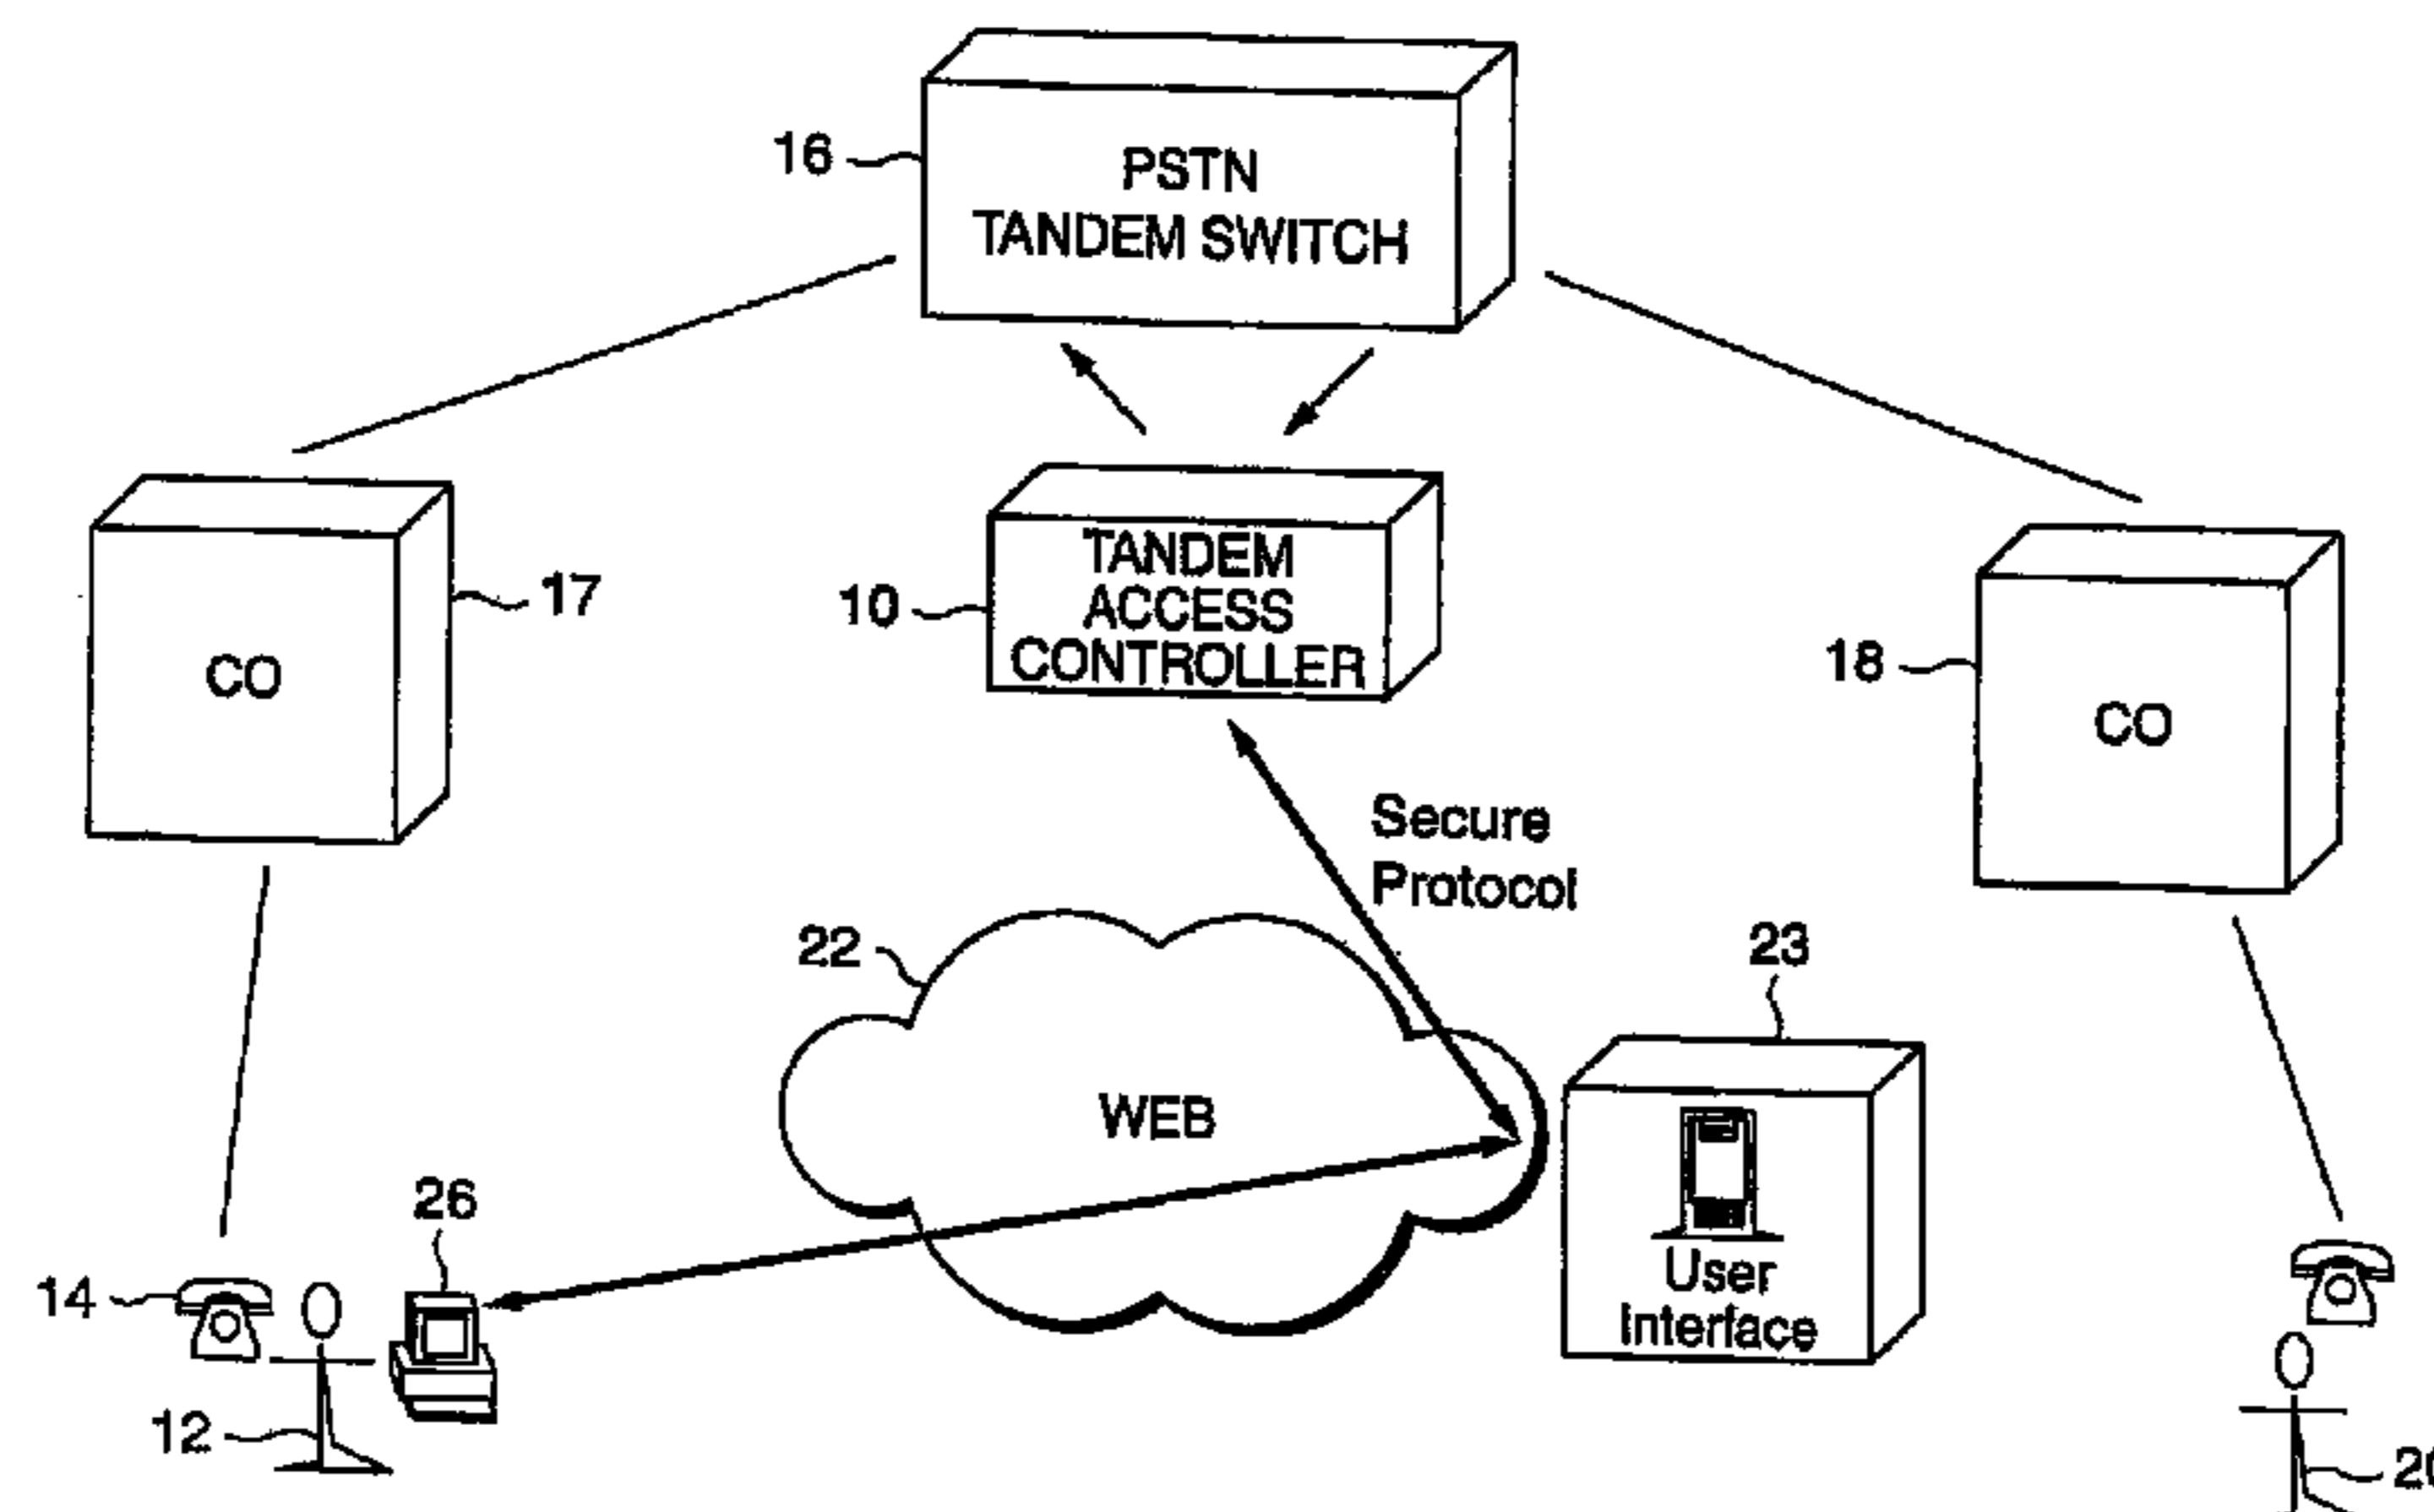 16
PSTN
TANDEM SWITCH
17
CO
10
TANDEM
ACCESS
CONTROLLER
18
CO
Secure
Protocol
22
WEB
23
User
Interface
26
14
12